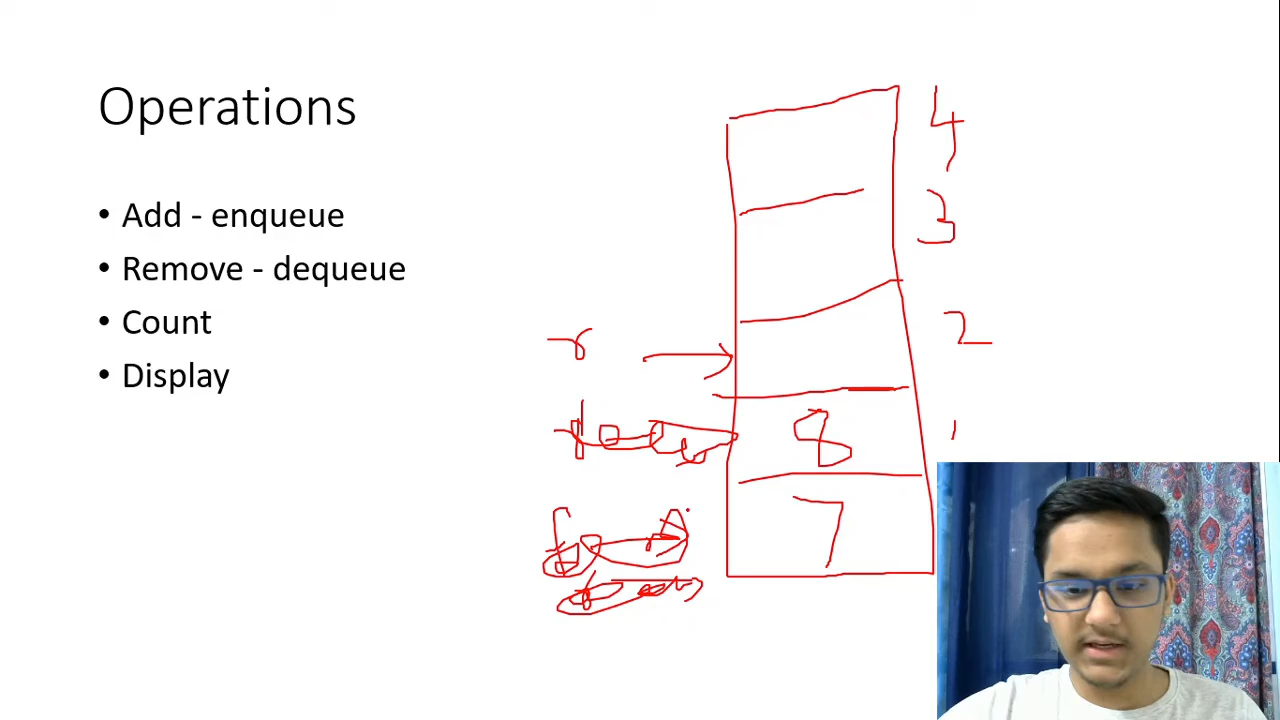 Operations
• Add - enqueue
• Remove - dequeue
• Count
• Display
4
3
r
2
8
1
f
7